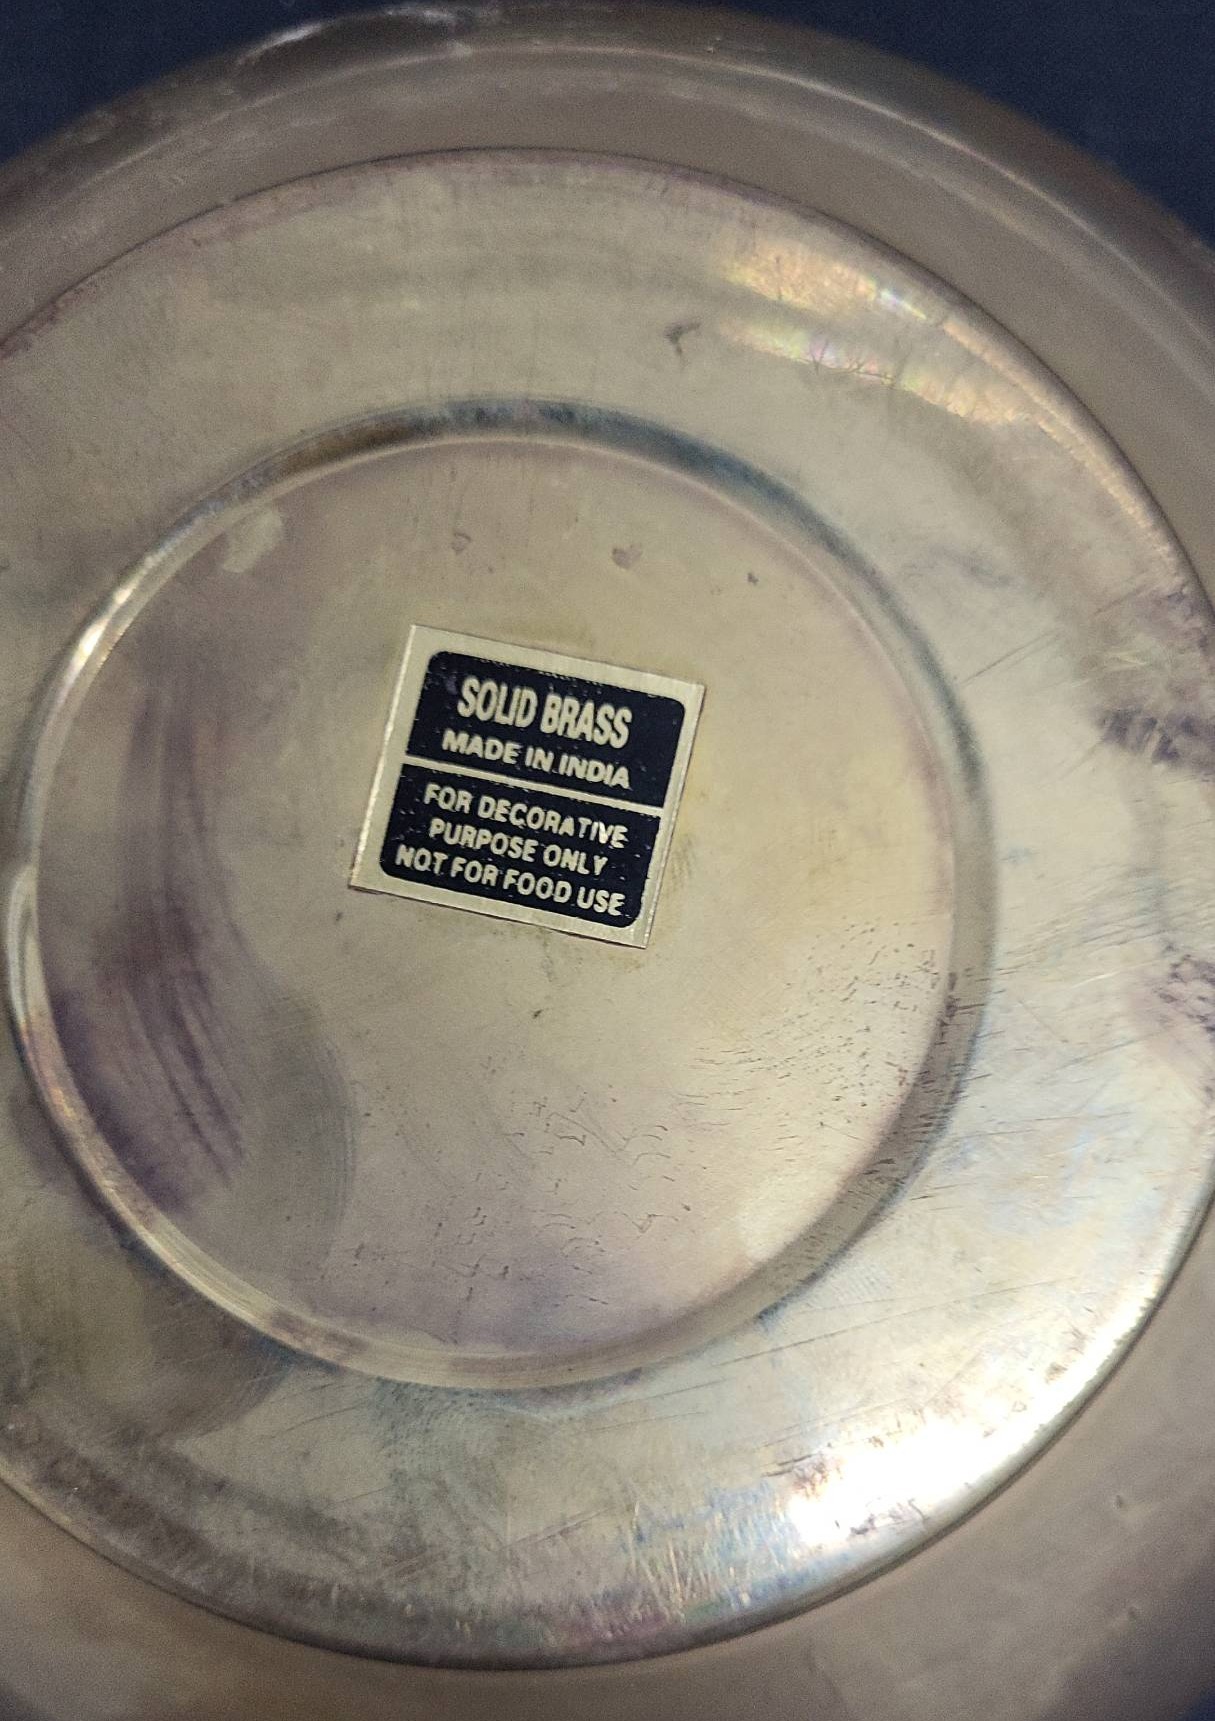 SOLID BRASS
MADE IN INDIA
FOR DECORATIVE
PURPOSE ONLY
NOT FOR FOOD USE